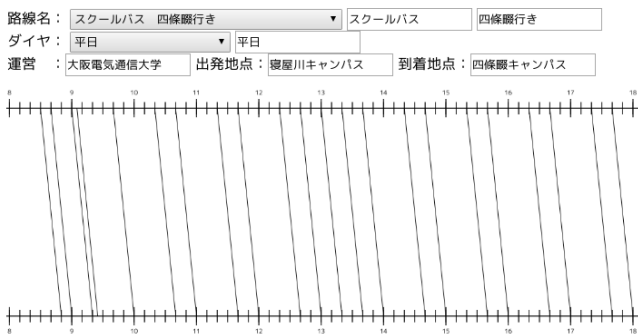 路線名： スクールバス　四條畷行き スクールバス 四條畷行き
ダイヤ： 平日 平日
運営　： 大阪電気通信大学 出発地点： 寝屋川キャンパス 到着地点： 四條畷キャンパス
8 9 10 11 12 13 14 15 16 17 18
8 9 10 11 12 13 14 15 16 17 18